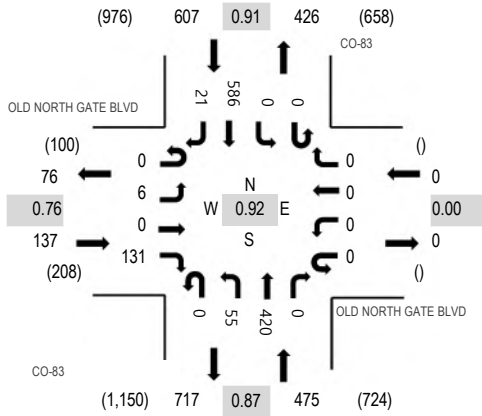 (976) 607 0.91 426 (658)
CO-83
21 586 0 0
OLD NORTH GATE BLVD
(100) 0 0 ()
76 0
6 0
N
0.76 W 0.92 E 0.00
0 0
S
137 0
131 0
(208) ()
0 55 420 0
OLD NORTH GATE BLVD
CO-83
(1,150) 717 0.87 475 (724)